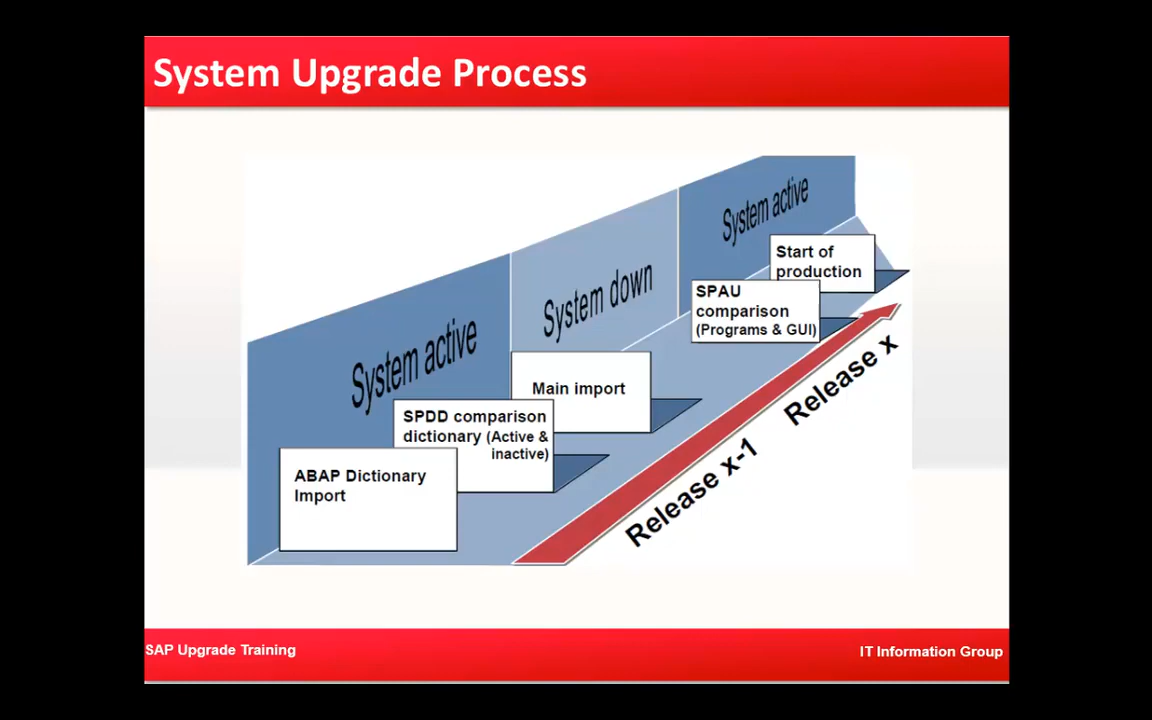 System Upgrade Process
System active
System down
System active
ABAP Dictionary
Import
SPDD comparison
dictionary (Active &
inactive)
Main import
SPAU
comparison
(Programs & GUI)
Start of
production
Release x-1
Release x
SAP Upgrade Training
IT Information Group